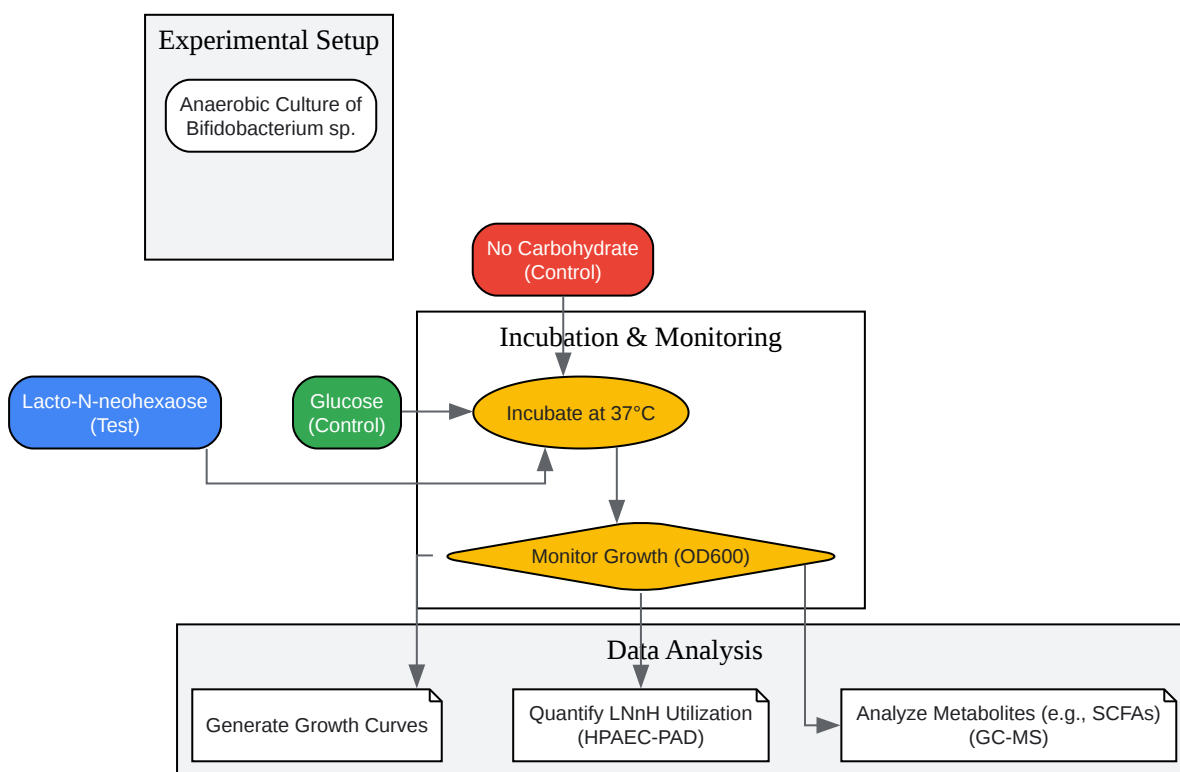 Experimental Setup
Anaerobic Culture of
Bifidobacterium sp.
No Carbohydrate
(Control)
Incubation & Monitoring
Lacto-N-neohexaose
(Test)
Glucose
(Control)
Incubate at 37°C
Monitor Growth (OD600)
Data Analysis
Generate Growth Curves
Quantify LNnH Utilization
(HPAEC-PAD)
Analyze Metabolites (e.g., SCFAs)
(GC-MS)